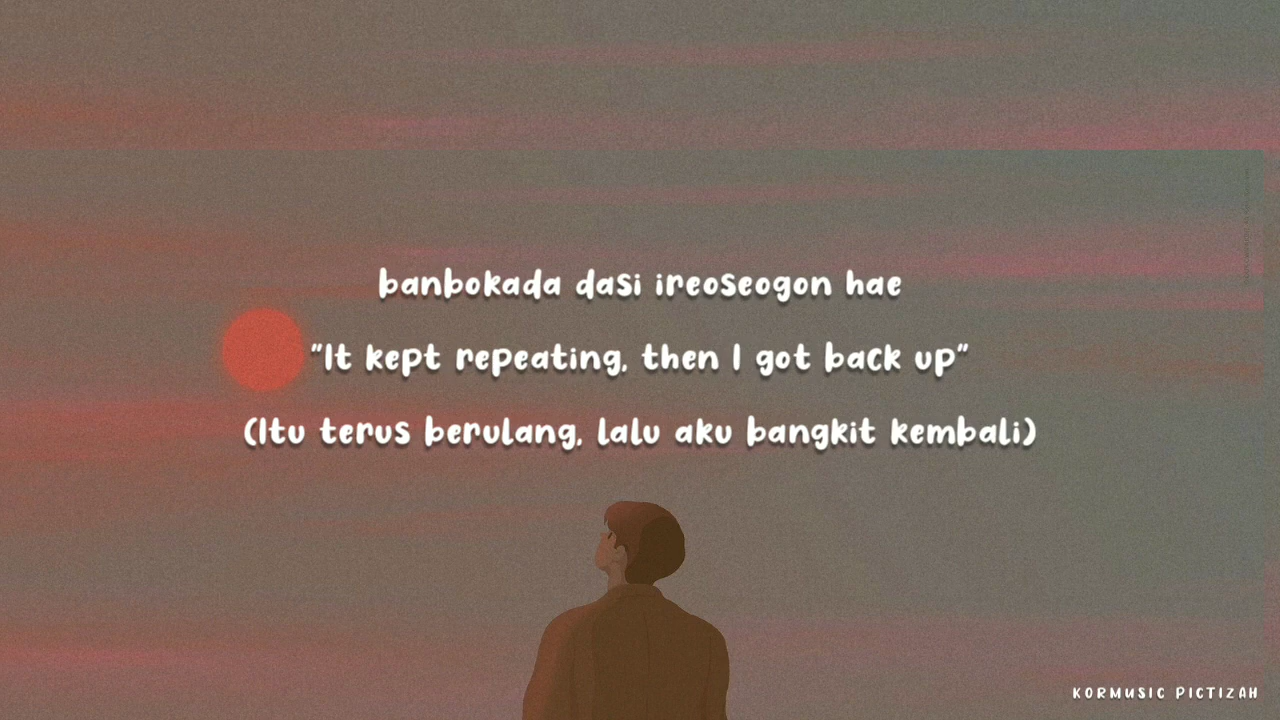 banbokada dasi ireoseogon hae
"It kept repeating, then I got back up"
(Itu terus berulang, lalu aku bangkit kembali)
KORMUSIC PICTIZAH